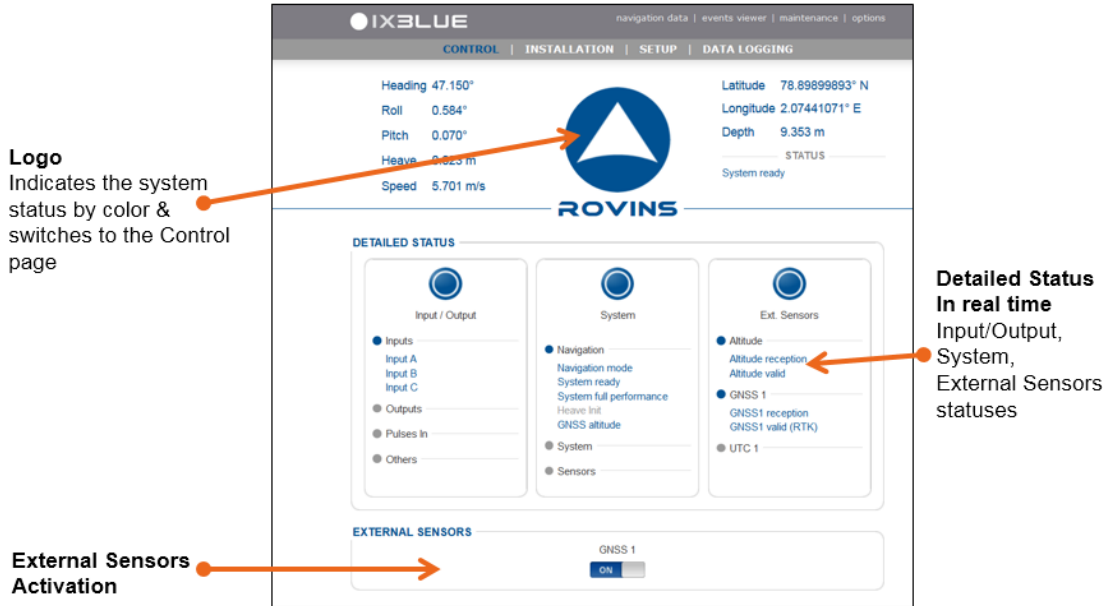 IXBLUE
navigation data | events viewer | maintenance | options
CONTROL | INSTALLATION | SETUP | DATA LOGGING
Heading 47.150°
Roll 0.584°
Pitch 0.070°
Heave 0.023 m
Speed 5.701 m/s
Latitude 78.89899893° N
Longitude 2.07441071° E
Depth 9.353 m
STATUS
System ready
ROVINS
Logo
Indicates the system
status by color &
switches to the Control
page
DETAILED STATUS
Input / Output
Inputs
Input A
Input B
Input C
Outputs
Pulses In
Others
System
Navigation
Navigation mode
System ready
System full performance
Heave Init
GNSS altitude
System
Sensors
Ext. Sensors
Altitude
Altitude reception
Altitude valid
GNSS 1
GNSS1 reception
GNSS1 valid (RTK)
UTC 1
Detailed Status
In real time
Input/Output,
System,
External Sensors
statuses
EXTERNAL SENSORS
GNSS 1
ON
External Sensors
Activation